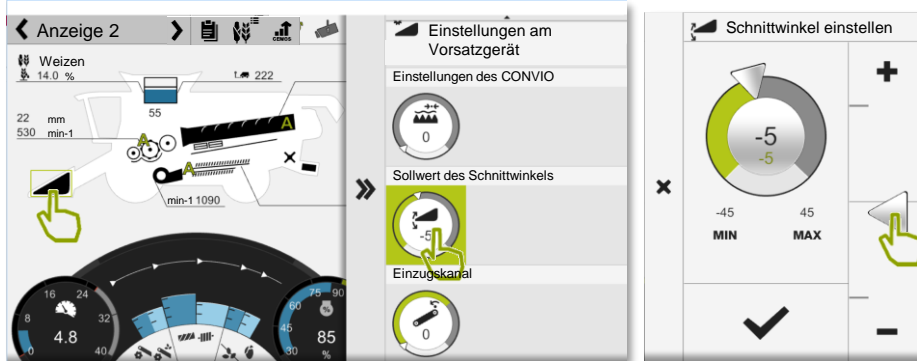 Anzeige 2
CEMOS
Weizen
14.0 %
t. 222
55
22 mm
530 min-1
A
A
A
min-1 1090
8
16
24
32
40
4.8
30
45
60
75
90
%
85
Einstellungen am
Vorsatzgerät
Einstellungen des CONVIO
0
Sollwert des Schnittwinkels
-5
Einzugskanal
0
Schnittwinkel einstellen
-5
-5
-45
45
MIN
MAX